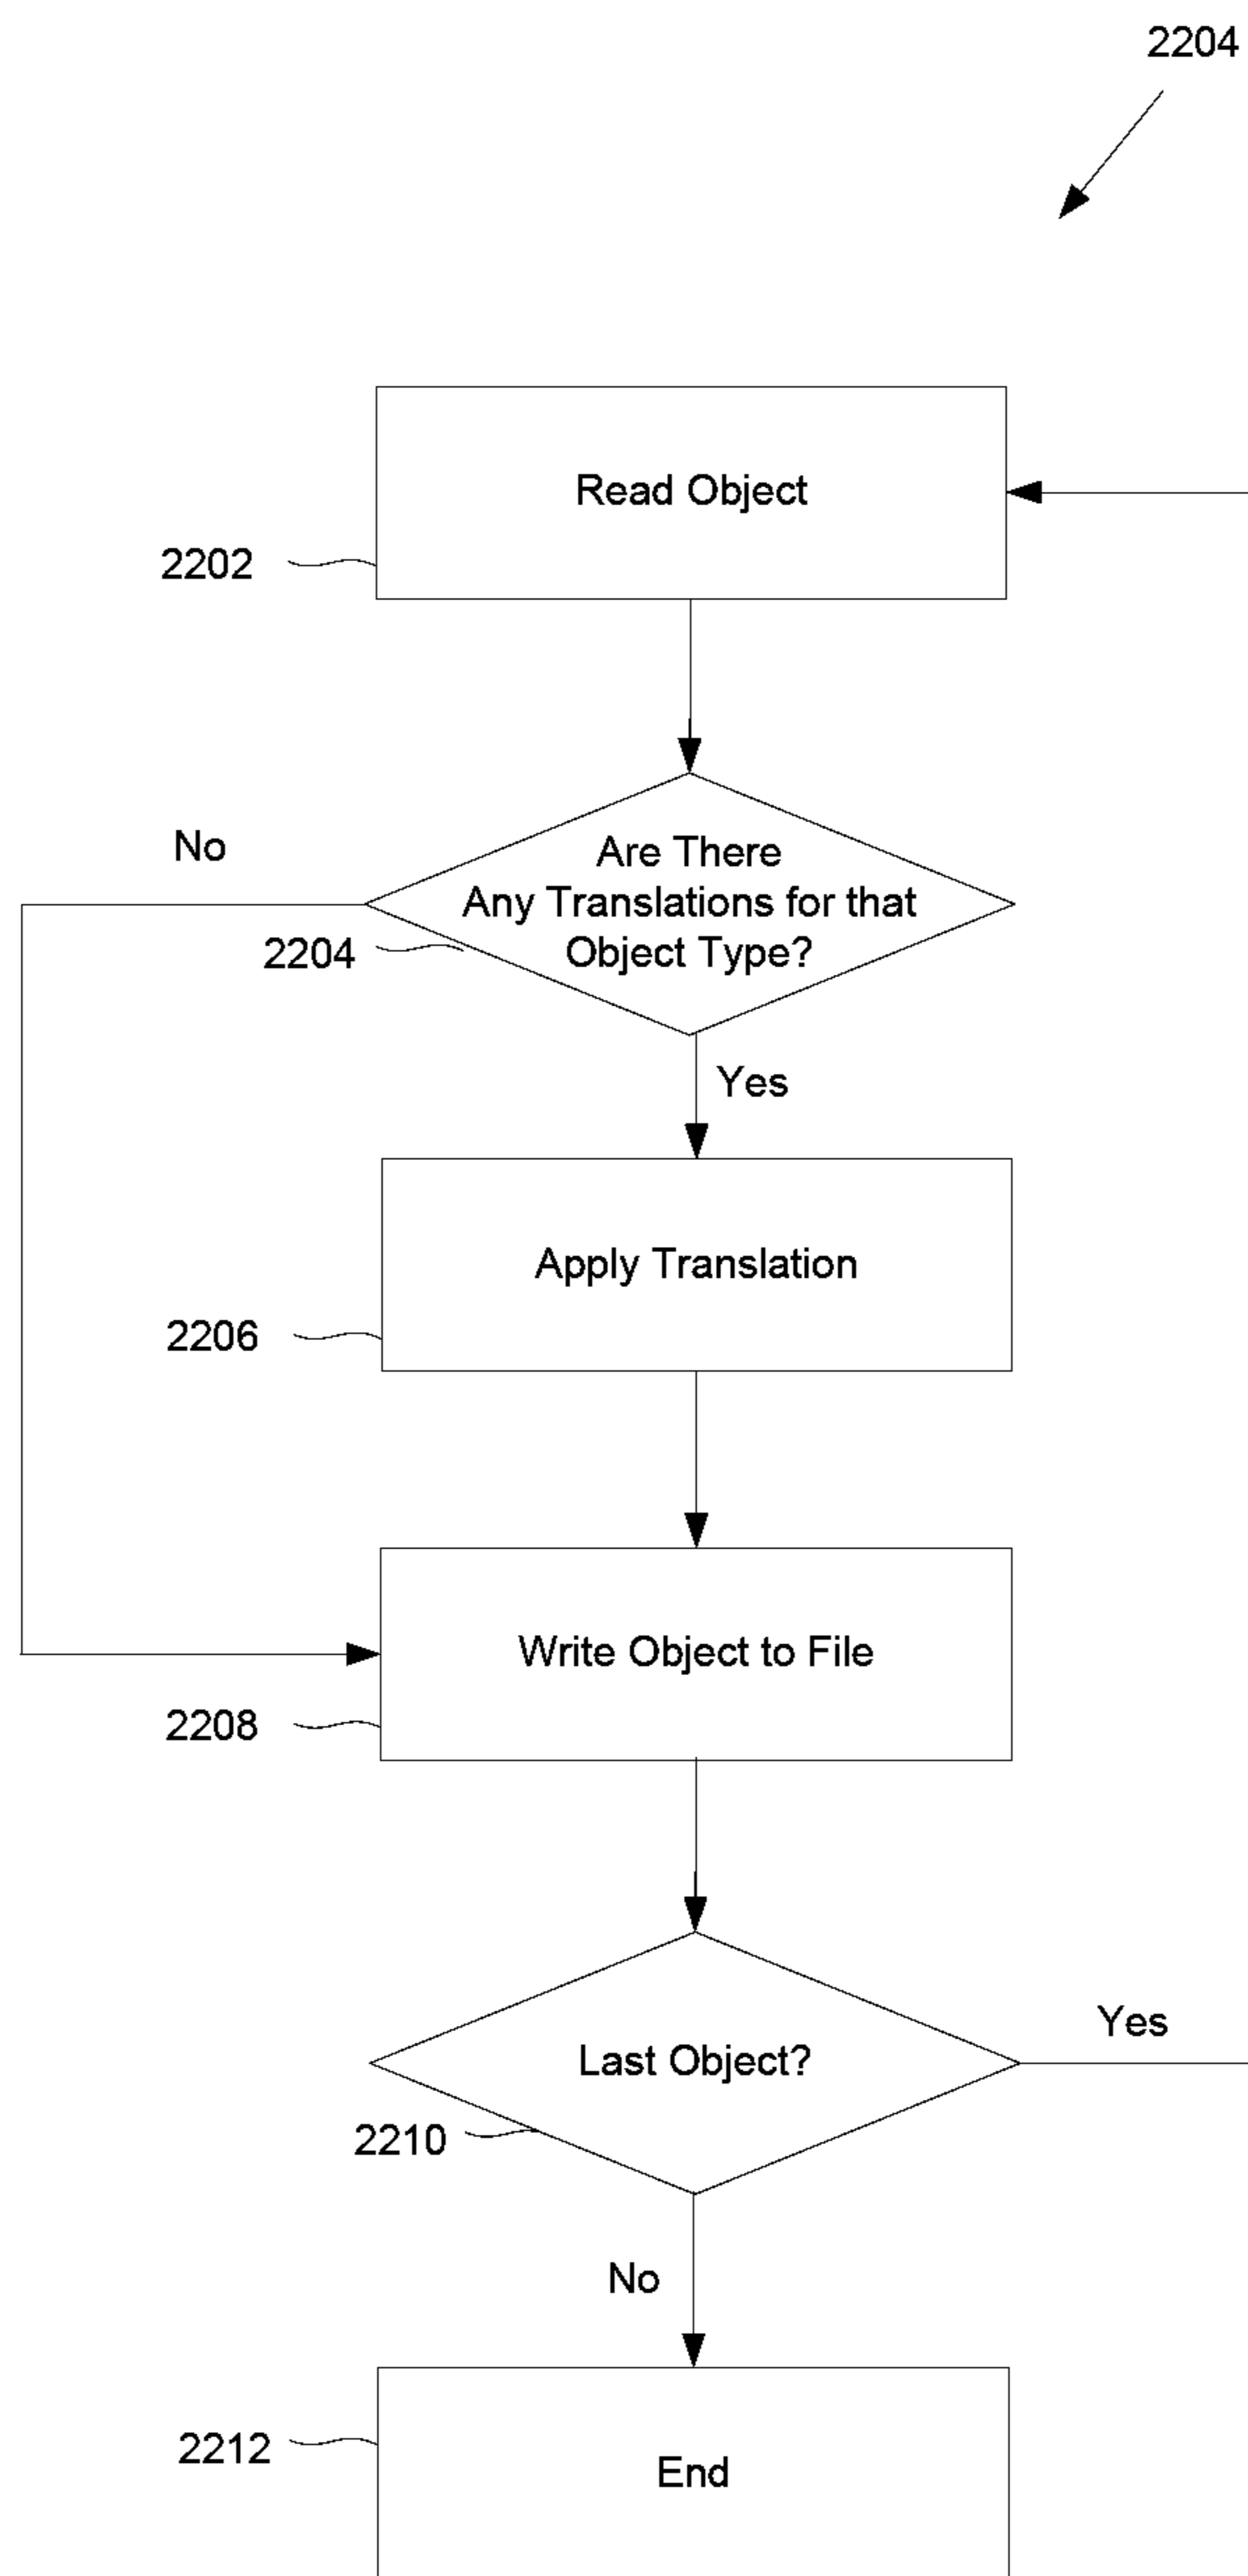 2204
Read Object
2202
No
Are There
Any Translations for that
Object Type?
2204
Yes
Apply Translation
2206
Write Object to File
2208
Last Object?
Yes
2210
No
2212
End